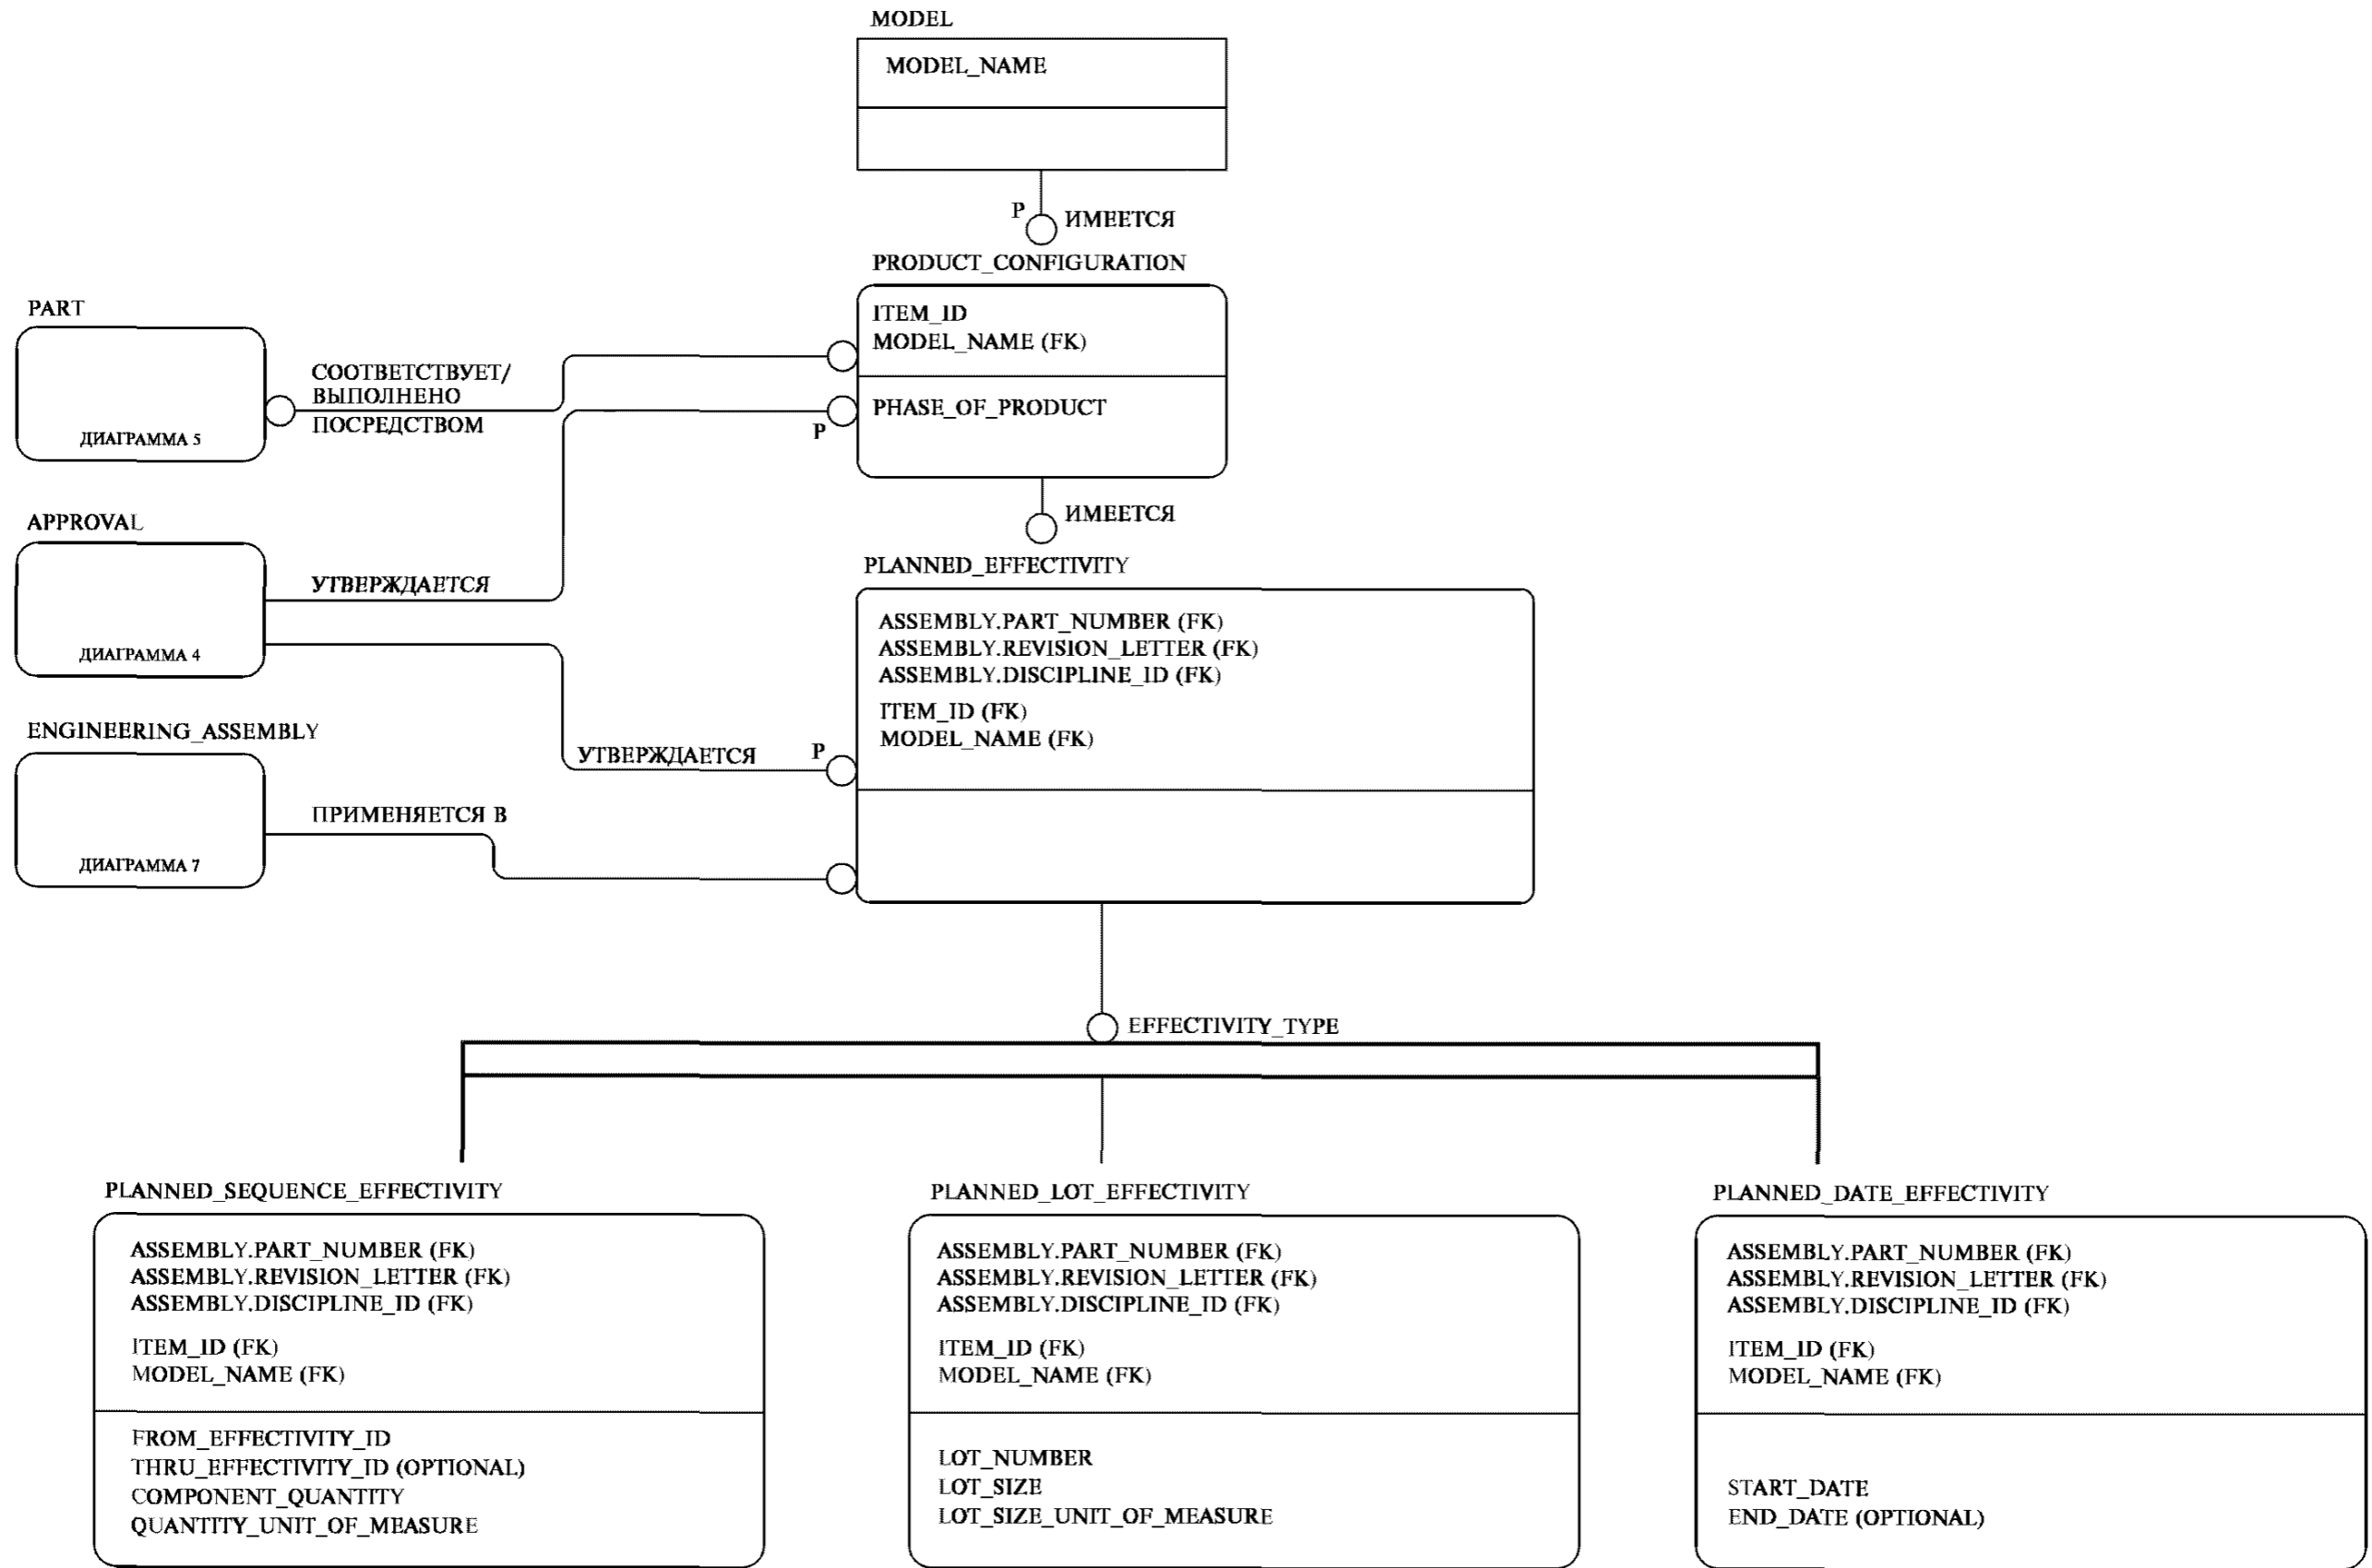 MODEL
MODEL_NAME
P
ИМЕЕТСЯ
PRODUCT_CONFIGURATION
ITEM_ID
MODEL_NAME (FK)
PHASE_OF_PRODUCT
PART
ДИАГРАММА 5
СООТВЕТСТВУЕТ/
ВЫПОЛНЕНО
ПОСРЕДСТВОМ
P
ИМЕЕТСЯ
APPROVAL
ДИАГРАММА 4
УТВЕРЖДАЕТСЯ
PLANNED_EFFECTIVITY
ASSEMBLY.PART_NUMBER (FK)
ASSEMBLY.REVISION_LETTER (FK)
ASSEMBLY.DISCIPLINE_ID (FK)
ITEM_ID (FK)
MODEL_NAME (FK)
УТВЕРЖДАЕТСЯ
P
ENGINEERING_ASSEMBLY
ДИАГРАММА 7
ПРИМЕНЯЕТСЯ В
EFFECTIVITY_TYPE
PLANNED_SEQUENCE_EFFECTIVITY
ASSEMBLY.PART_NUMBER (FK)
ASSEMBLY.REVISION_LETTER (FK)
ASSEMBLY.DISCIPLINE_ID (FK)
ITEM_ID (FK)
MODEL_NAME (FK)
FROM_EFFECTIVITY_ID
THRU_EFFECTIVITY_ID (OPTIONAL)
COMPONENT_QUANTITY
QUANTITY_UNIT_OF_MEASURE
PLANNED_LOT_EFFECTIVITY
ASSEMBLY.PART_NUMBER (FK)
ASSEMBLY.REVISION_LETTER (FK)
ASSEMBLY.DISCIPLINE_ID (FK)
ITEM_ID (FK)
MODEL_NAME (FK)
LOT_NUMBER
LOT_SIZE
LOT_SIZE_UNIT_OF_MEASURE
PLANNED_DATE_EFFECTIVITY
ASSEMBLY.PART_NUMBER (FK)
ASSEMBLY.REVISION_LETTER (FK)
ASSEMBLY.DISCIPLINE_ID (FK)
ITEM_ID (FK)
MODEL_NAME (FK)
START_DATE
END_DATE (OPTIONAL)